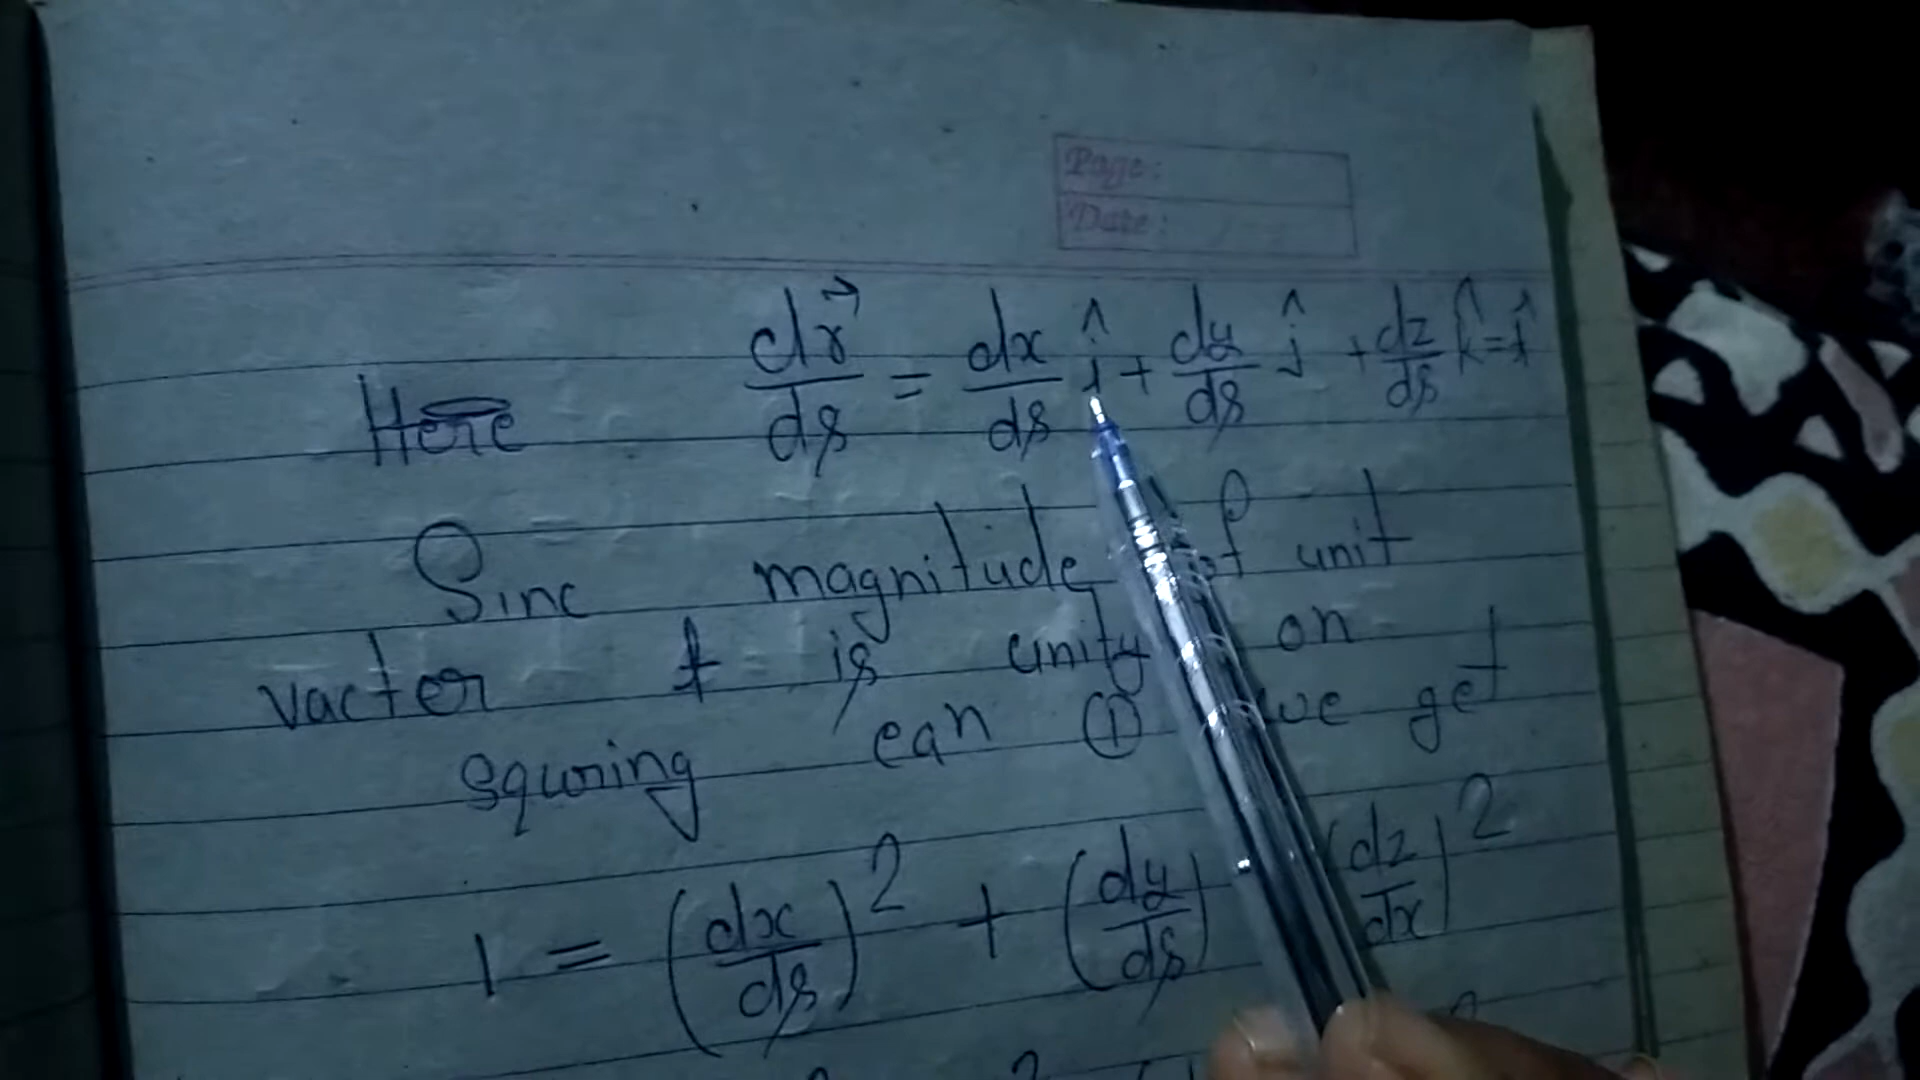 Page:
Date:
Here dr⃗/ds = dx/ds î + dy/ds ĵ + dz/ds k̂ = t̂
Sinc magnitude of unit
vacter t is unity on
squring eqn ① we get
1 = (dx/ds)² + (dy/ds) (dz/dx)²